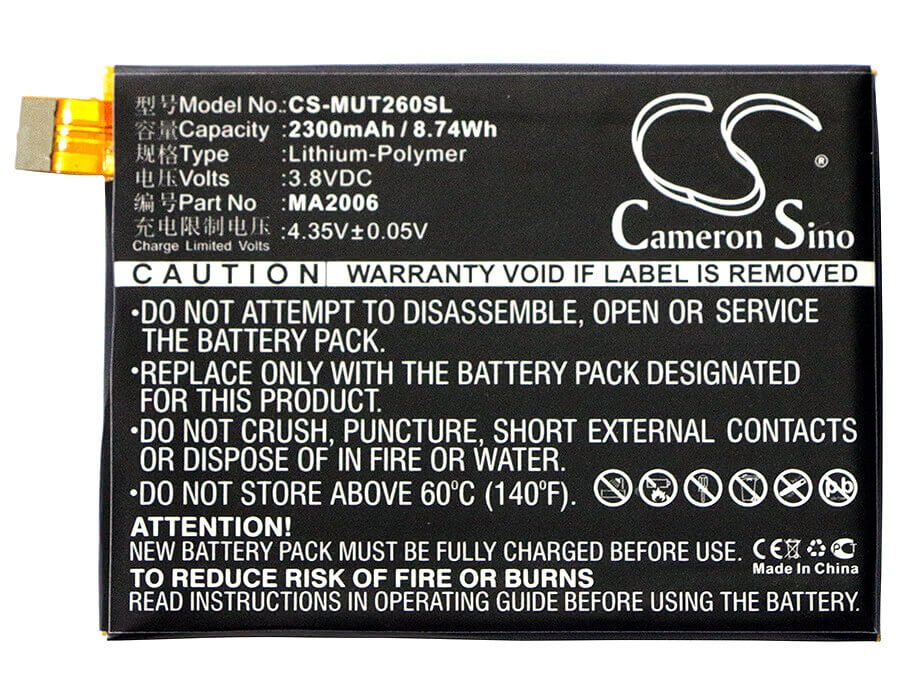 型号Model No.:CS-MUT260SL
容量Capacity :2300mAh / 8.74Wh
规格Type :Lithium-Polymer
电压Volts :3.8VDC
Part No. :MA2006
充电限制电压
Charge Limited Volts :4.35V±0.05V
CS ®
Cameron Sino
CAUTION WARRANTY VOID IF LABEL IS REMOVED
•DO NOT ATTEMPT TO DISASSEMBLE, OPEN OR SERVICE
THE BATTERY PACK.
•REPLACE ONLY WITH THE BATTERY PACK DESIGNATED
FOR THIS PRODUCT.
•DO NOT CRUSH, PUNCTURE, SHORT EXTERNAL CONTACTS
OR DISPOSE OF IN FIRE OR WATER.
•DO NOT STORE ABOVE 60°C (140°F).
Pb
ATTENTION!
NEW BATTERY PACK MUST BE FULLY CHARGED BEFORE USE.
CE
Made In China
TO REDUCE RISK OF FIRE OR BURNS
READ INSTRUCTIONS IN OPERATING GUIDE BEFORE USING THE BATTERY.